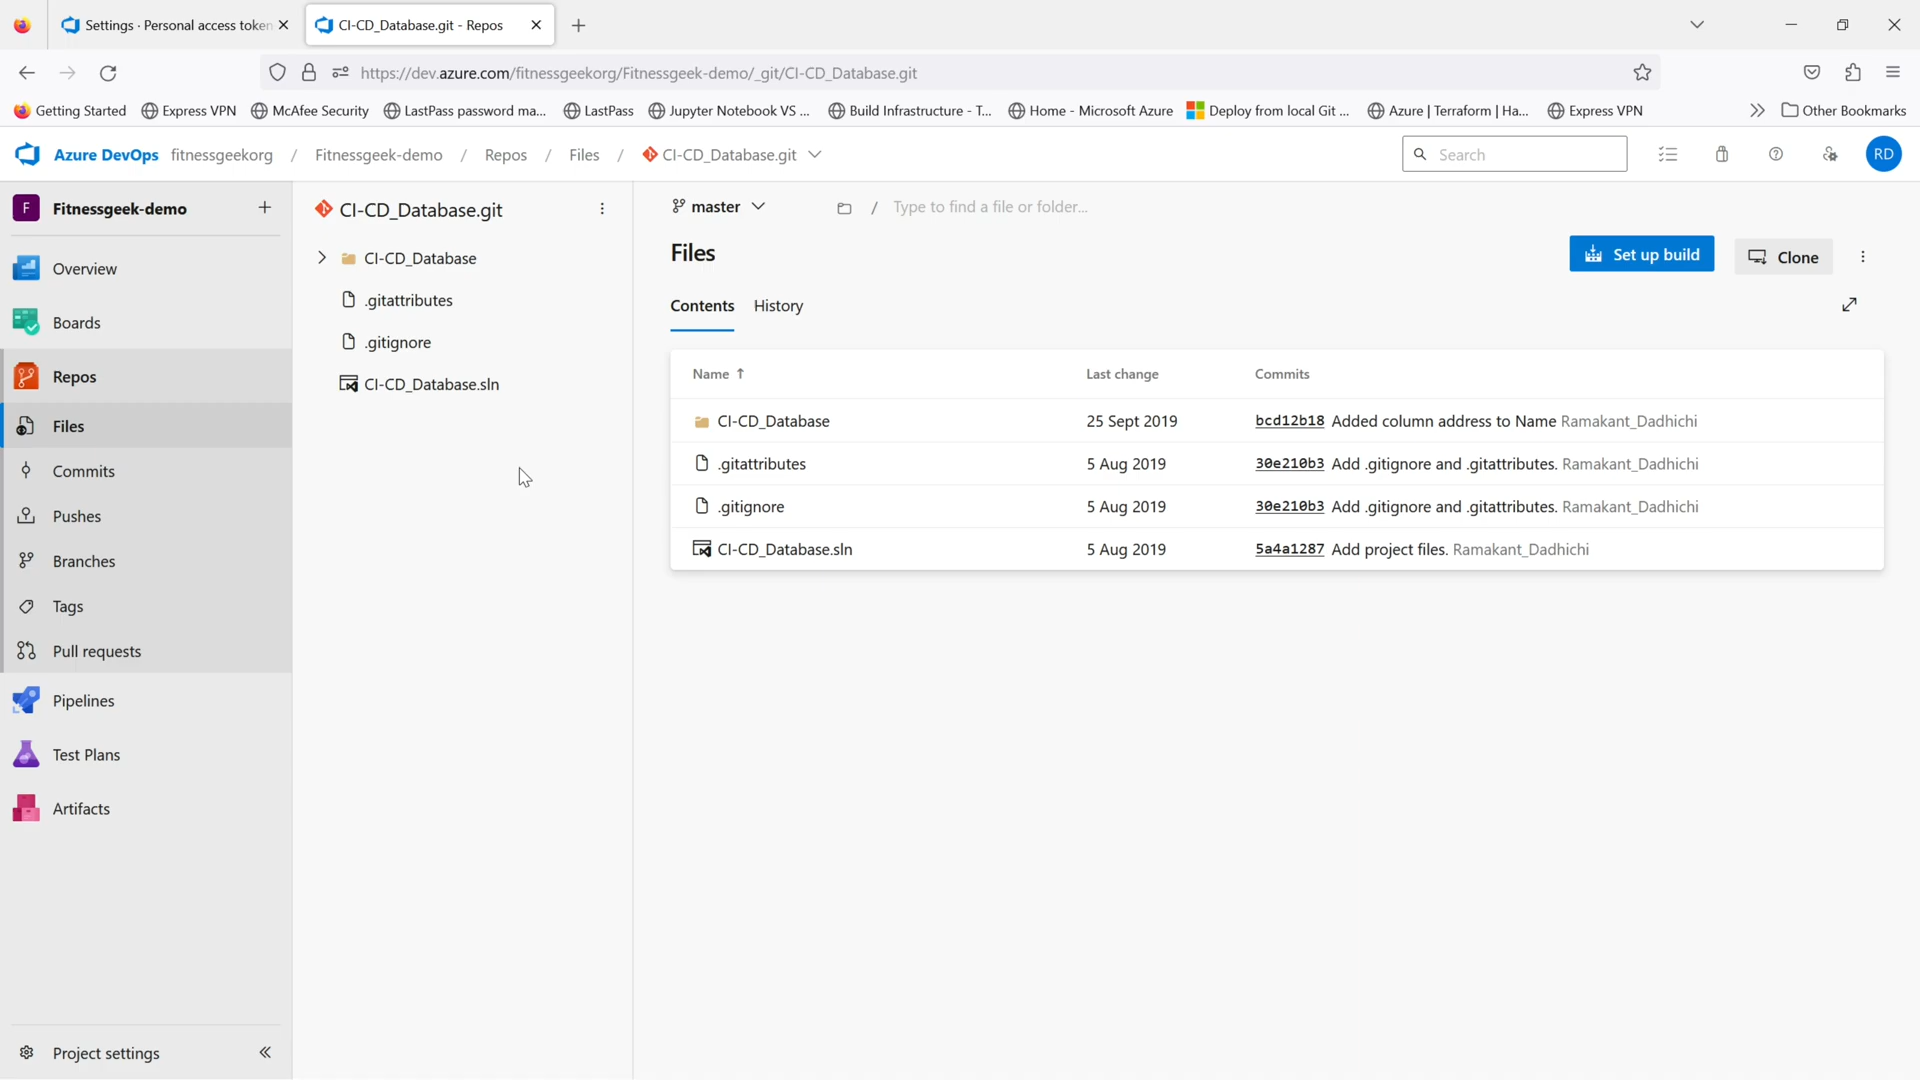 Settings · Personal access token
CI-CD_Database.git - Repos
https://dev.azure.com/fitnessgeekorg/Fitnessgeek-demo/_git/CI-CD_Database.git
Getting Started
Express VPN
McAfee Security
LastPass password ma...
LastPass
Jupyter Notebook VS ...
Build Infrastructure - T...
Home - Microsoft Azure
Deploy from local Git ...
Azure | Terraform | Ha...
Express VPN
Other Bookmarks
Azure DevOps fitnessgeekorg / Fitnessgeek-demo / Repos / Files / CI-CD_Database.git
Search
RD
F Fitnessgeek-demo
Overview
Boards
Repos
Files
Commits
Pushes
Branches
Tags
Pull requests
Pipelines
Test Plans
Artifacts
Project settings
CI-CD_Database.git
CI-CD_Database
.gitattributes
.gitignore
CI-CD_Database.sln
master / Type to find a file or folder...
Files
Set up build
Clone
Contents History
Name ↑ Last change Commits
CI-CD_Database 25 Sept 2019 bcd12b18 Added column address to Name Ramakant_Dadhichi
.gitattributes 5 Aug 2019 30e210b3 Add .gitignore and .gitattributes. Ramakant_Dadhichi
.gitignore 5 Aug 2019 30e210b3 Add .gitignore and .gitattributes. Ramakant_Dadhichi
CI-CD_Database.sln 5 Aug 2019 5a4a1287 Add project files. Ramakant_Dadhichi